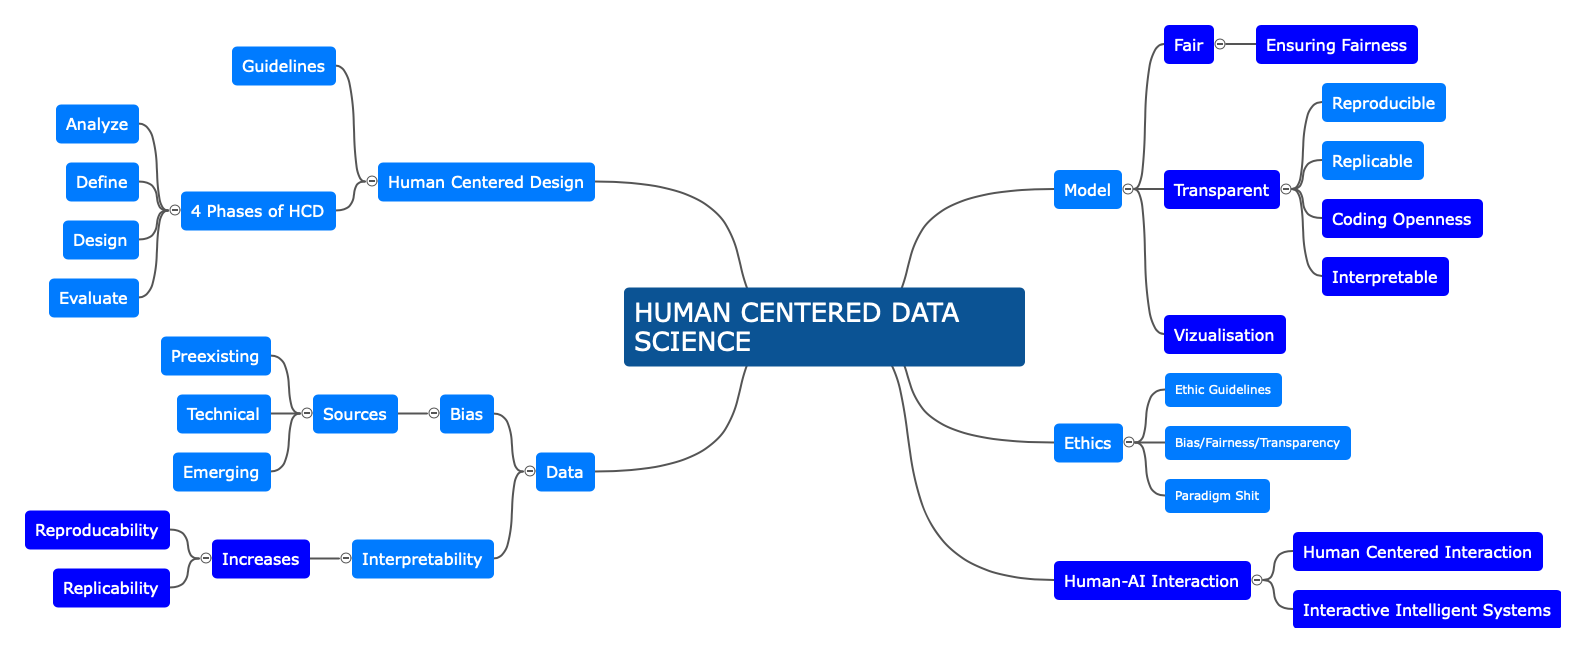 HUMAN CENTERED DATA
SCIENCE
Human Centered Design
Guidelines
4 Phases of HCD
Analyze
Define
Design
Evaluate
Data
Bias
Sources
Preexisting
Technical
Emerging
Interpretability
Increases
Reproducability
Replicability
Model
Fair
Ensuring Fairness
Transparent
Reproducible
Replicable
Coding Openness
Interpretable
Vizualisation
Ethics
Ethic Guidelines
Bias/Fairness/Transparency
Paradigm Shit
Human-AI Interaction
Human Centered Interaction
Interactive Intelligent Systems